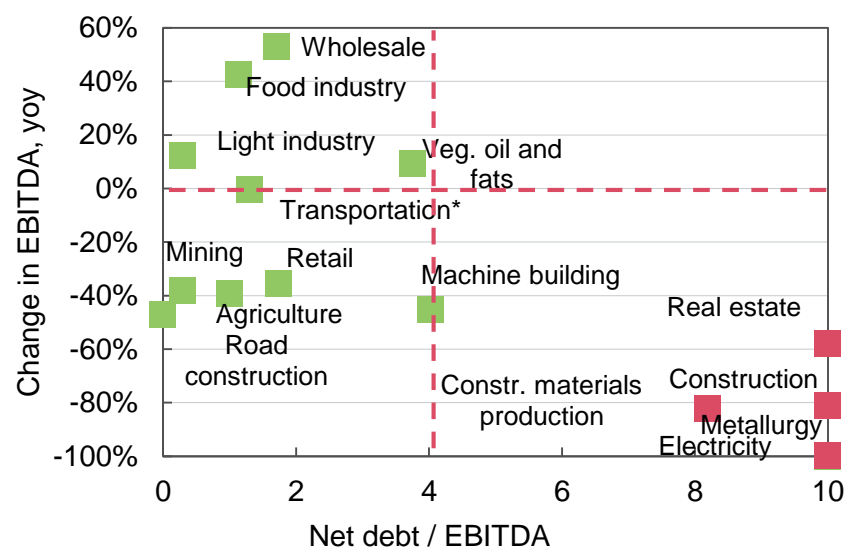 60%
40%
20%
0%
-20%
-40%
-60%
-80%
-100%
Change in EBITDA, yoy
Wholesale
Food industry
Light industry
Veg. oil and
fats
Transportation*
Mining
Retail
Machine building
Agriculture
Real estate
Road
construction
Constr. materials
production
Construction
Metallurgy
Electricity
0
2
4
6
8
10
Net debt / EBITDA